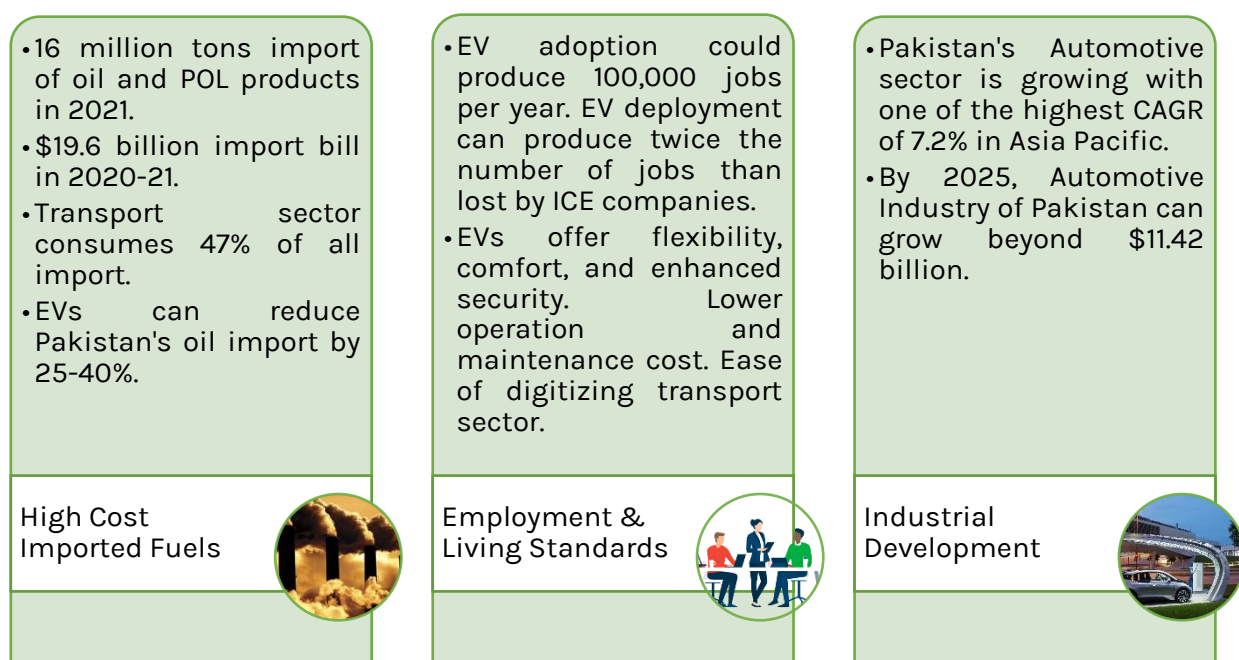 •16 million tons import
of oil and POL products
in 2021.
•$19.6 billion import bill
in 2020-21.
•Transport sector
consumes 47% of all
import.
•EVs can reduce
Pakistan's oil import by
25-40%.
High Cost
Imported Fuels
•EV adoption could
produce 100,000 jobs
per year. EV deployment
can produce twice the
number of jobs than
lost by ICE companies.
•EVs offer flexibility,
comfort, and enhanced
security. Lower
operation and
maintenance cost. Ease
of digitizing transport
sector.
Employment &
Living Standards
•Pakistan's Automotive
sector is growing with
one of the highest CAGR
of 7.2% in Asia Pacific.
•By 2025, Automotive
Industry of Pakistan can
grow beyond $11.42
billion.
Industrial
Development